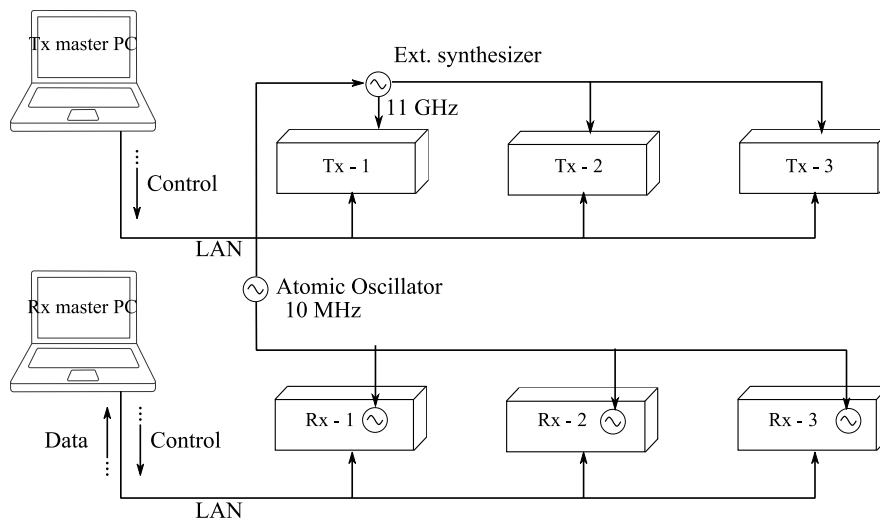 Tx master PC
Ext. synthesizer
11 GHz
Tx - 1
Tx - 2
Tx - 3
Control
LAN
Rx master PC
Atomic Oscillator
10 MHz
Rx - 1
Rx - 2
Rx - 3
Data
Control
LAN